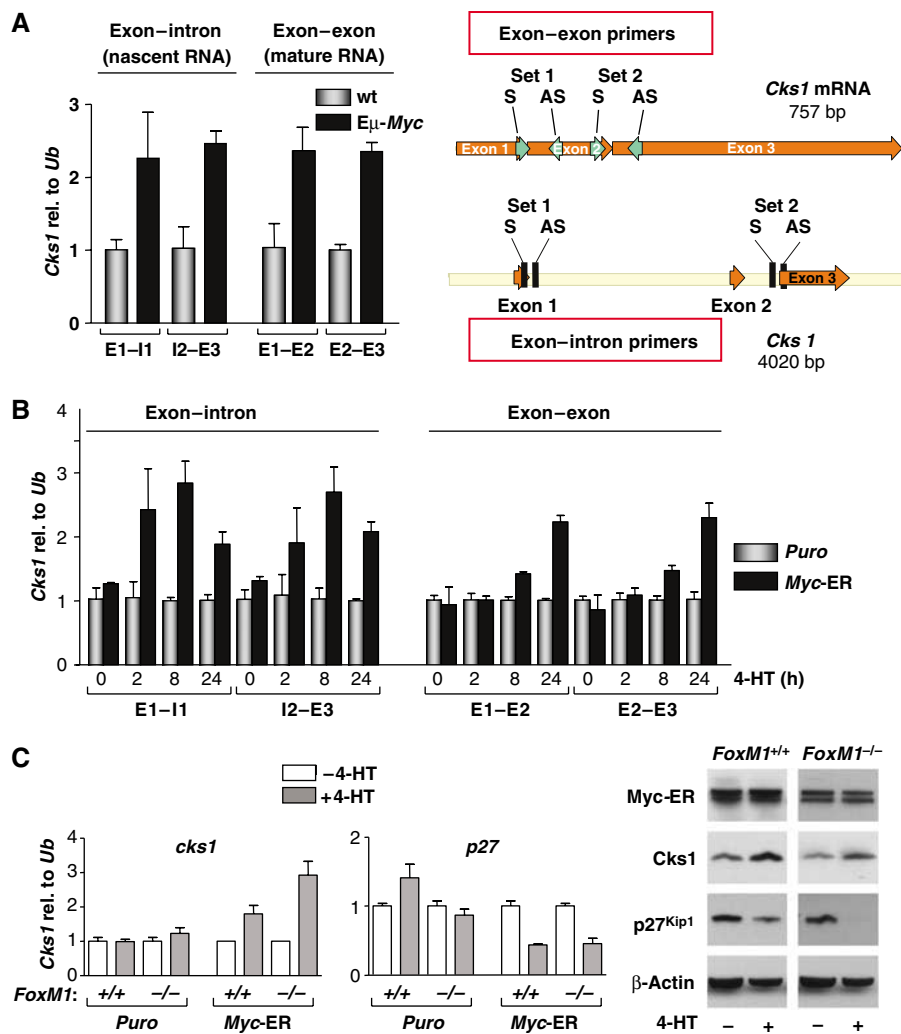 A
Exon–intron
(nascent RNA)
Exon–exon
(mature RNA)
wt
Eμ-Myc
Cks1 rel. to Ub
3
2
1
2
E1–I1
I2–E3
E1–E2
E2–E3
Exon–exon primers
Set 1
Set 2
S
AS
S
AS
Cks1 mRNA
757 bp
Exon 1
Exon 2
Exon 3
Set 1
S
AS
Set 2
S
AS
Exon 3
Exon 1
Exon 2
Exon–intron primers
Cks 1
4020 bp
B
Exon–intron
Exon–exon
Cks1 rel. to Ub
4
3
2
1
0
Puro
Myc-ER
0 2 8 24 0 2 8 24 0 2 8 24 0 2 8 24 4-HT (h)
E1–I1
I2–E3
E1–E2
E2–E3
C
–4-HT
+4-HT
Cks1 rel. to Ub
4
3
2
1
0
cks1
2
1
0
p27
FoxM1: +/+ –/– +/+ –/– +/+ –/– +/+ –/–
Puro
Myc-ER
Puro
Myc-ER
FoxM1+/+
FoxM1–/–
Myc-ER
Cks1
p27Kip1
β-Actin
4-HT – + – +